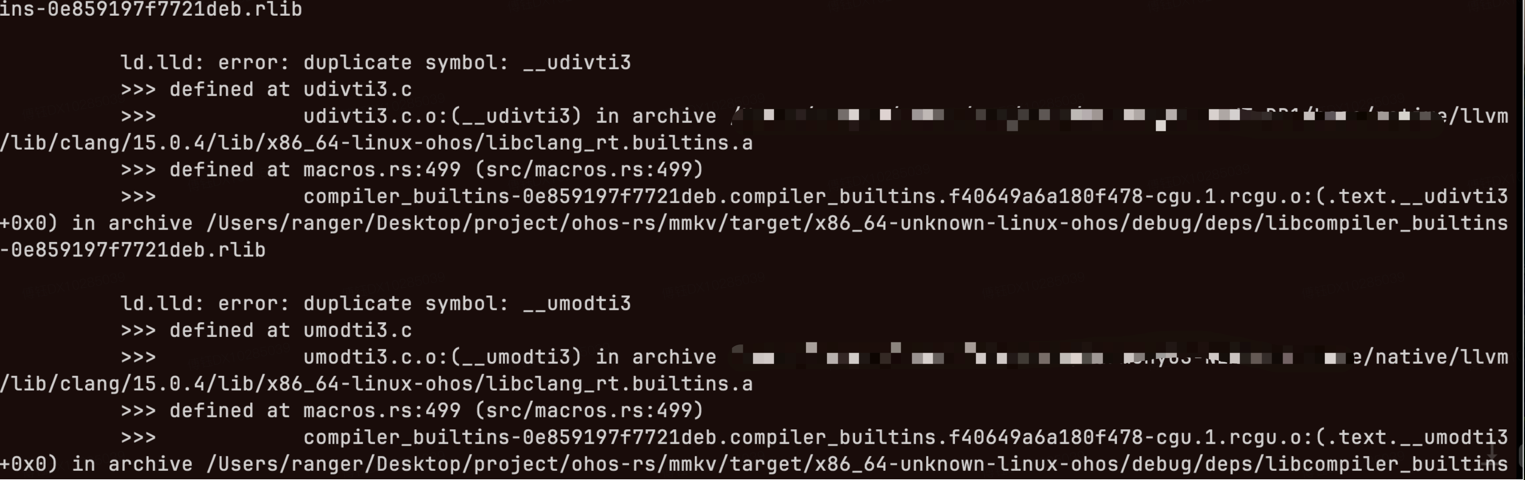 ins-0e859197f7721deb.rlib
ld.lld: error: duplicate symbol: __udivti3
>>> defined at udivti3.c
>>>            udivti3.c.o:(__udivti3) in archive /llvm
/lib/clang/15.0.4/lib/x86_64-linux-ohos/libclang_rt.builtins.a
>>> defined at macros.rs:499 (src/macros.rs:499)
>>>            compiler_builtins-0e859197f7721deb.compiler_builtins.f40649a6a180f478-cgu.1.rcgu.o:(.text.__udivti3
+0x0) in archive /Users/ranger/Desktop/project/ohos-rs/mmkv/target/x86_64-unknown-linux-ohos/debug/deps/libcompiler_builtins
-0e859197f7721deb.rlib
ld.lld: error: duplicate symbol: __umodti3
>>> defined at umodti3.c
>>>            umodti3.c.o:(__umodti3) in archive e/native/llvm
/lib/clang/15.0.4/lib/x86_64-linux-ohos/libclang_rt.builtins.a
>>> defined at macros.rs:499 (src/macros.rs:499)
>>>            compiler_builtins-0e859197f7721deb.compiler_builtins.f40649a6a180f478-cgu.1.rcgu.o:(.text.__umodti3
+0x0) in archive /Users/ranger/Desktop/project/ohos-rs/mmkv/target/x86_64-unknown-linux-ohos/debug/deps/libcompiler_builtins